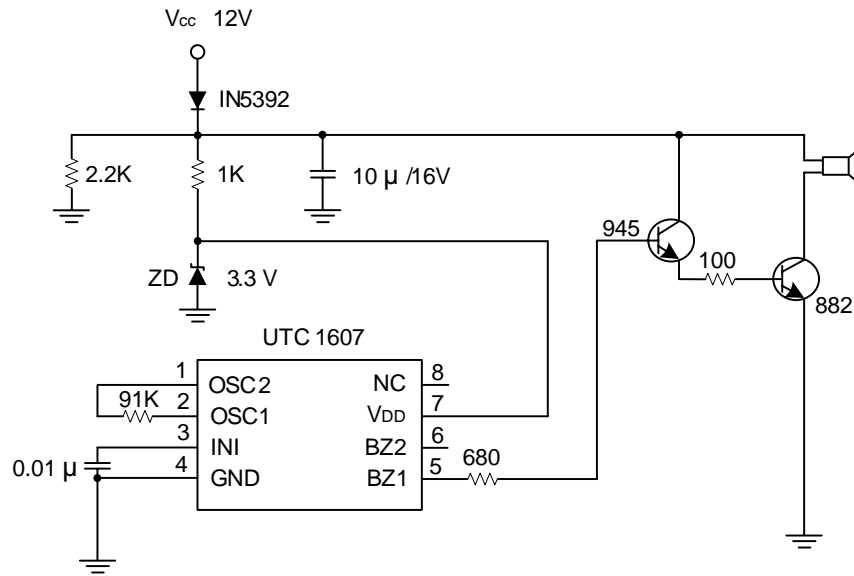 Vcc 12V
IN5392
2.2K
1K
10 µ /16V
945
100
882
ZD
3.3 V
UTC 1607
1
OSC2
NC
8
91K
2
OSC1
VDD
7
3
INI
BZ2
6
0.01 µ
4
GND
BZ1
5
680